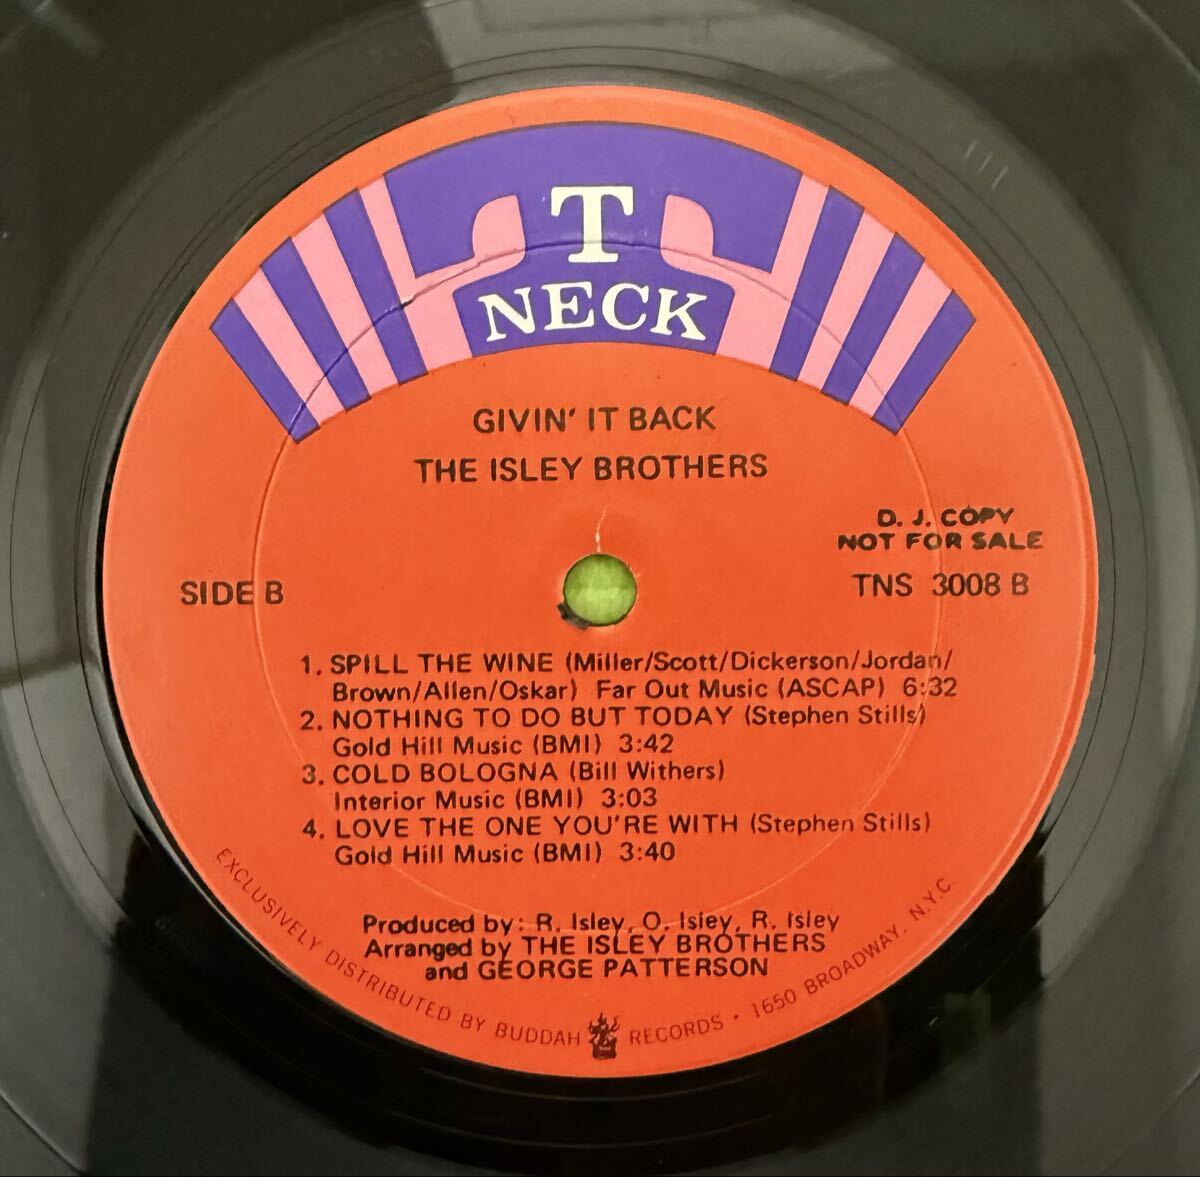 T
NECK
GIVIN' IT BACK
THE ISLEY BROTHERS
D. J. COPY
NOT FOR SALE
SIDE B
TNS 3008 B
1. SPILL THE WINE (Miller/Scott/Dickerson/Jordan/
Brown/Allen/Oskar) Far Out Music (ASCAP) 6:32
2. NOTHING TO DO BUT TODAY (Stephen Stills)
Gold Hill Music (BMI) 3:42
3. COLD BOLOGNA (Bill Withers)
Interior Music (BMI) 3:03
4. LOVE THE ONE YOU'RE WITH (Stephen Stills)
Gold Hill Music (BMI) 3:40
Produced by: R. Isley, O. Isley, R. Isley
Arranged by THE ISLEY BROTHERS
and GEORGE PATTERSON
EXCLUSIVELY DISTRIBUTED BY BUDDAH RECORDS • 1650 BROADWAY, N.Y.C.